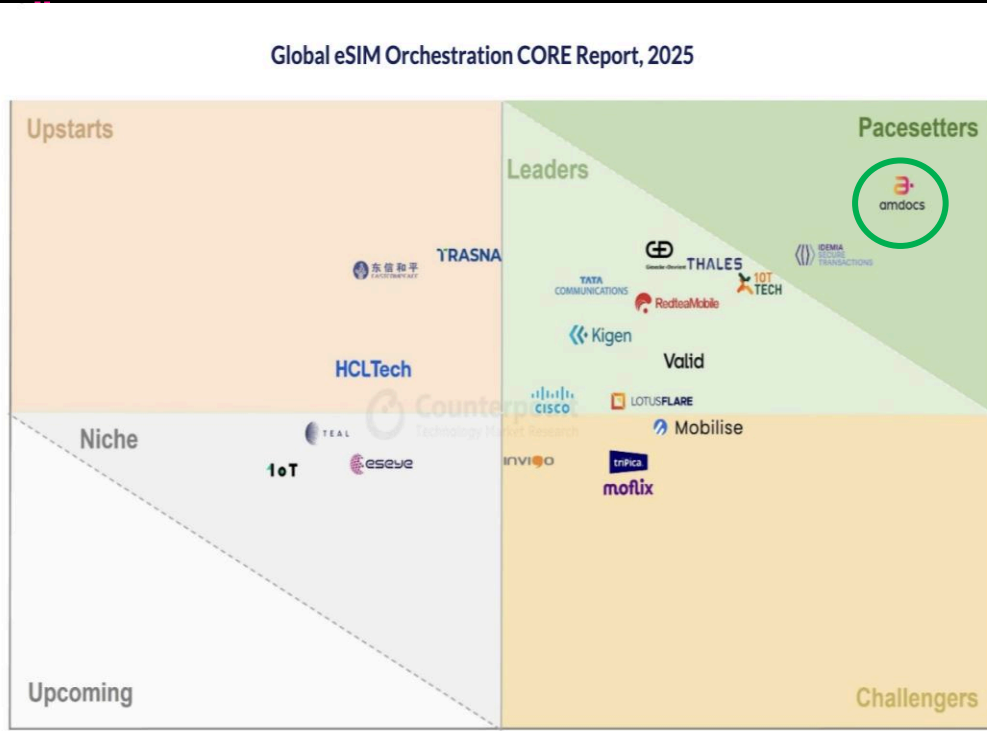 Global eSIM Orchestration CORE Report, 2025
Upstarts
Pacesetters
Leaders
amdocs
TRASNA
东信和平
THALES
IDEMIA
SECURE
TRANSACTIONS
TATA
COMMUNICATIONS
1OT
TECH
RedteaMobile
Kigen
Valid
HCLTech
CISCO
LOTUSFLARE
Counterpoint
Technology Market Research
Mobilise
Niche
TEAL
1oT
eseye
invigo
triPica.
moflix
Upcoming
Challengers